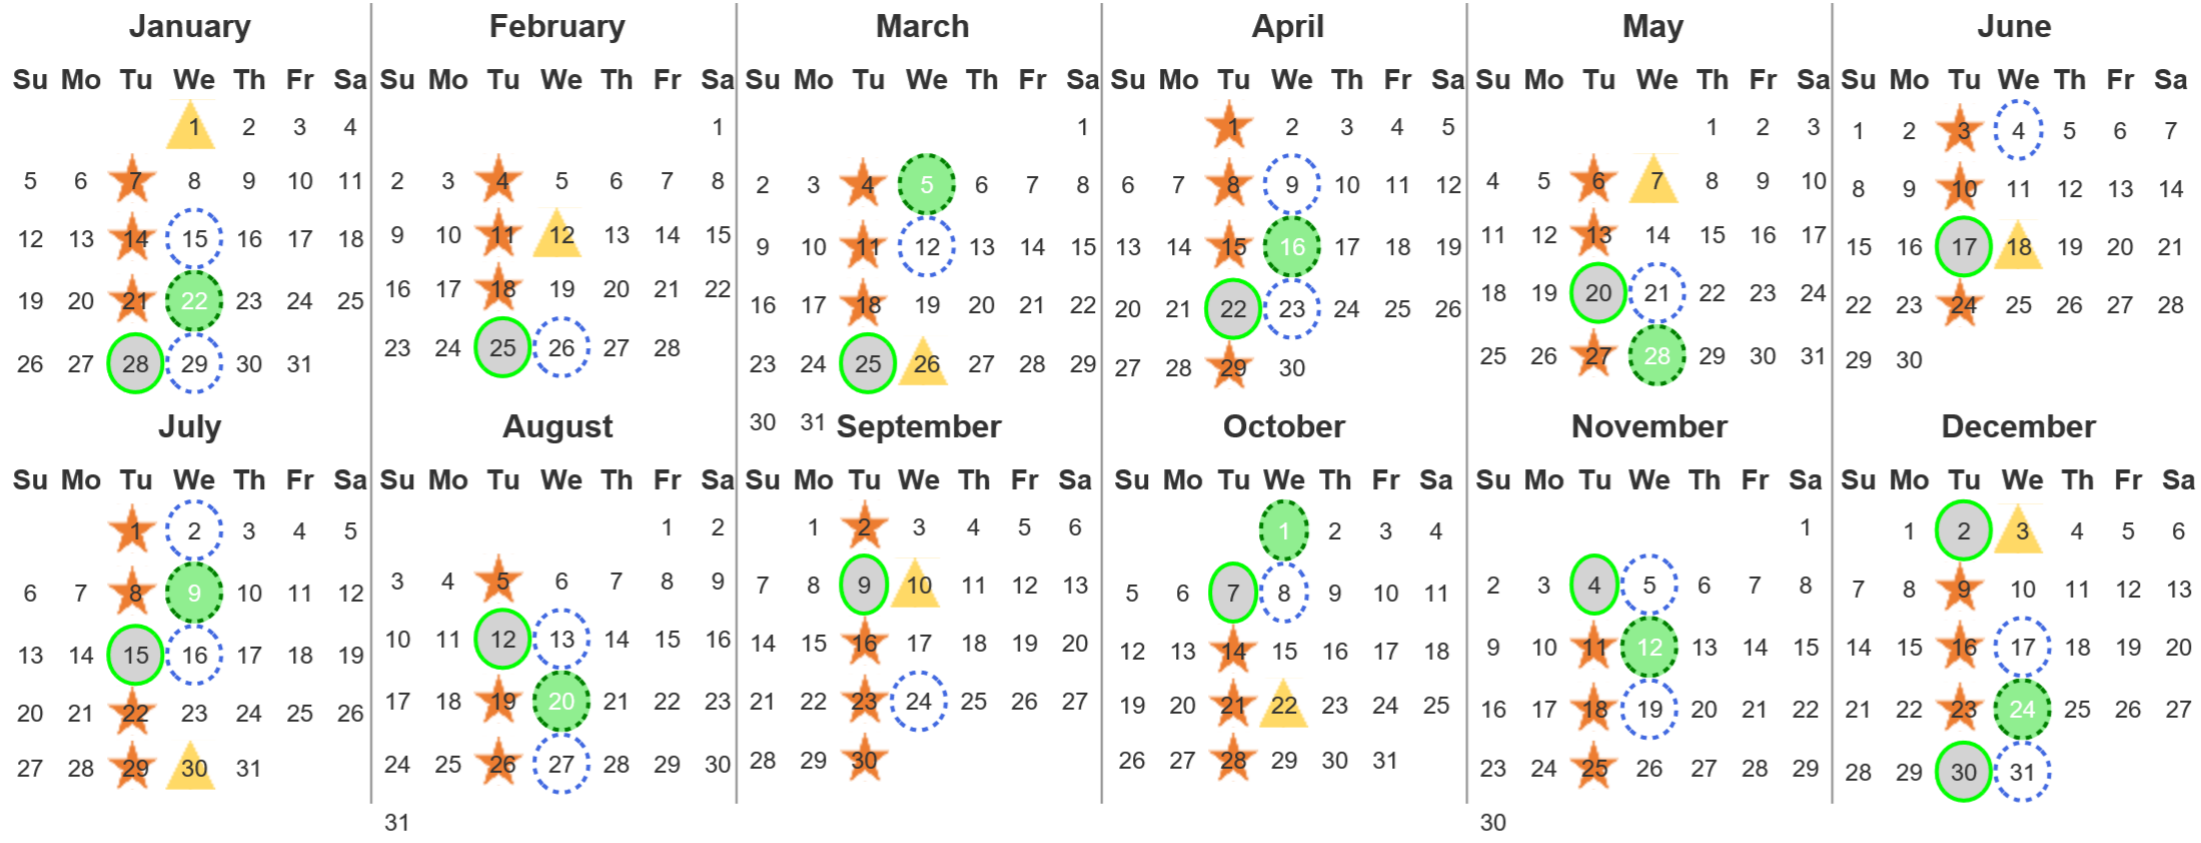 January February March April May June
Su Mo Tu We Th Fr Sa Su Mo Tu We Th Fr Sa Su Mo Tu We Th Fr Sa Su Mo Tu We Th Fr Sa Su Mo Tu We Th Fr Sa Su Mo Tu We Th Fr Sa
1 2 3 4 1 1 1 2 3 4 5 1 2 3 1 2 3 4 5 6 7
5 6 7 8 9 10 11 2 3 4 5 6 7 8 2 3 4 5 6 7 8 6 7 8 9 10 11 12 4 5 6 7 8 9 10 8 9 10 11 12 13 14
12 13 14 15 16 17 18 9 10 11 12 13 14 15 9 10 11 12 13 14 15 13 14 15 16 17 18 19 11 12 13 14 15 16 17 15 16 17 18 19 20 21
19 20 21 22 23 24 25 16 17 18 19 20 21 22 16 17 18 19 20 21 22 20 21 22 23 24 25 26 18 19 20 21 22 23 24 22 23 24 25 26 27 28
26 27 28 29 30 31 23 24 25 26 27 28 23 24 25 26 27 28 29 27 28 29 30 25 26 27 28 29 30 31 29 30
30 31
July August September October November December
Su Mo Tu We Th Fr Sa Su Mo Tu We Th Fr Sa Su Mo Tu We Th Fr Sa Su Mo Tu We Th Fr Sa Su Mo Tu We Th Fr Sa Su Mo Tu We Th Fr Sa
1 2 3 4 5 1 2 1 2 3 4 5 6 1 2 3 4 1 1 2 3 4 5 6
6 7 8 9 10 11 12 3 4 5 6 7 8 9 7 8 9 10 11 12 13 5 6 7 8 9 10 11 2 3 4 5 6 7 8 7 8 9 10 11 12 13
13 14 15 16 17 18 19 10 11 12 13 14 15 16 14 15 16 17 18 19 20 12 13 14 15 16 17 18 9 10 11 12 13 14 15 14 15 16 17 18 19 20
20 21 22 23 24 25 26 17 18 19 20 21 22 23 21 22 23 24 25 26 27 19 20 21 22 23 24 25 16 17 18 19 20 21 22 21 22 23 24 25 26 27
27 28 29 30 31 24 25 26 27 28 29 30 28 29 30 26 27 28 29 30 31 23 24 25 26 27 28 29 28 29 30 31
31 30